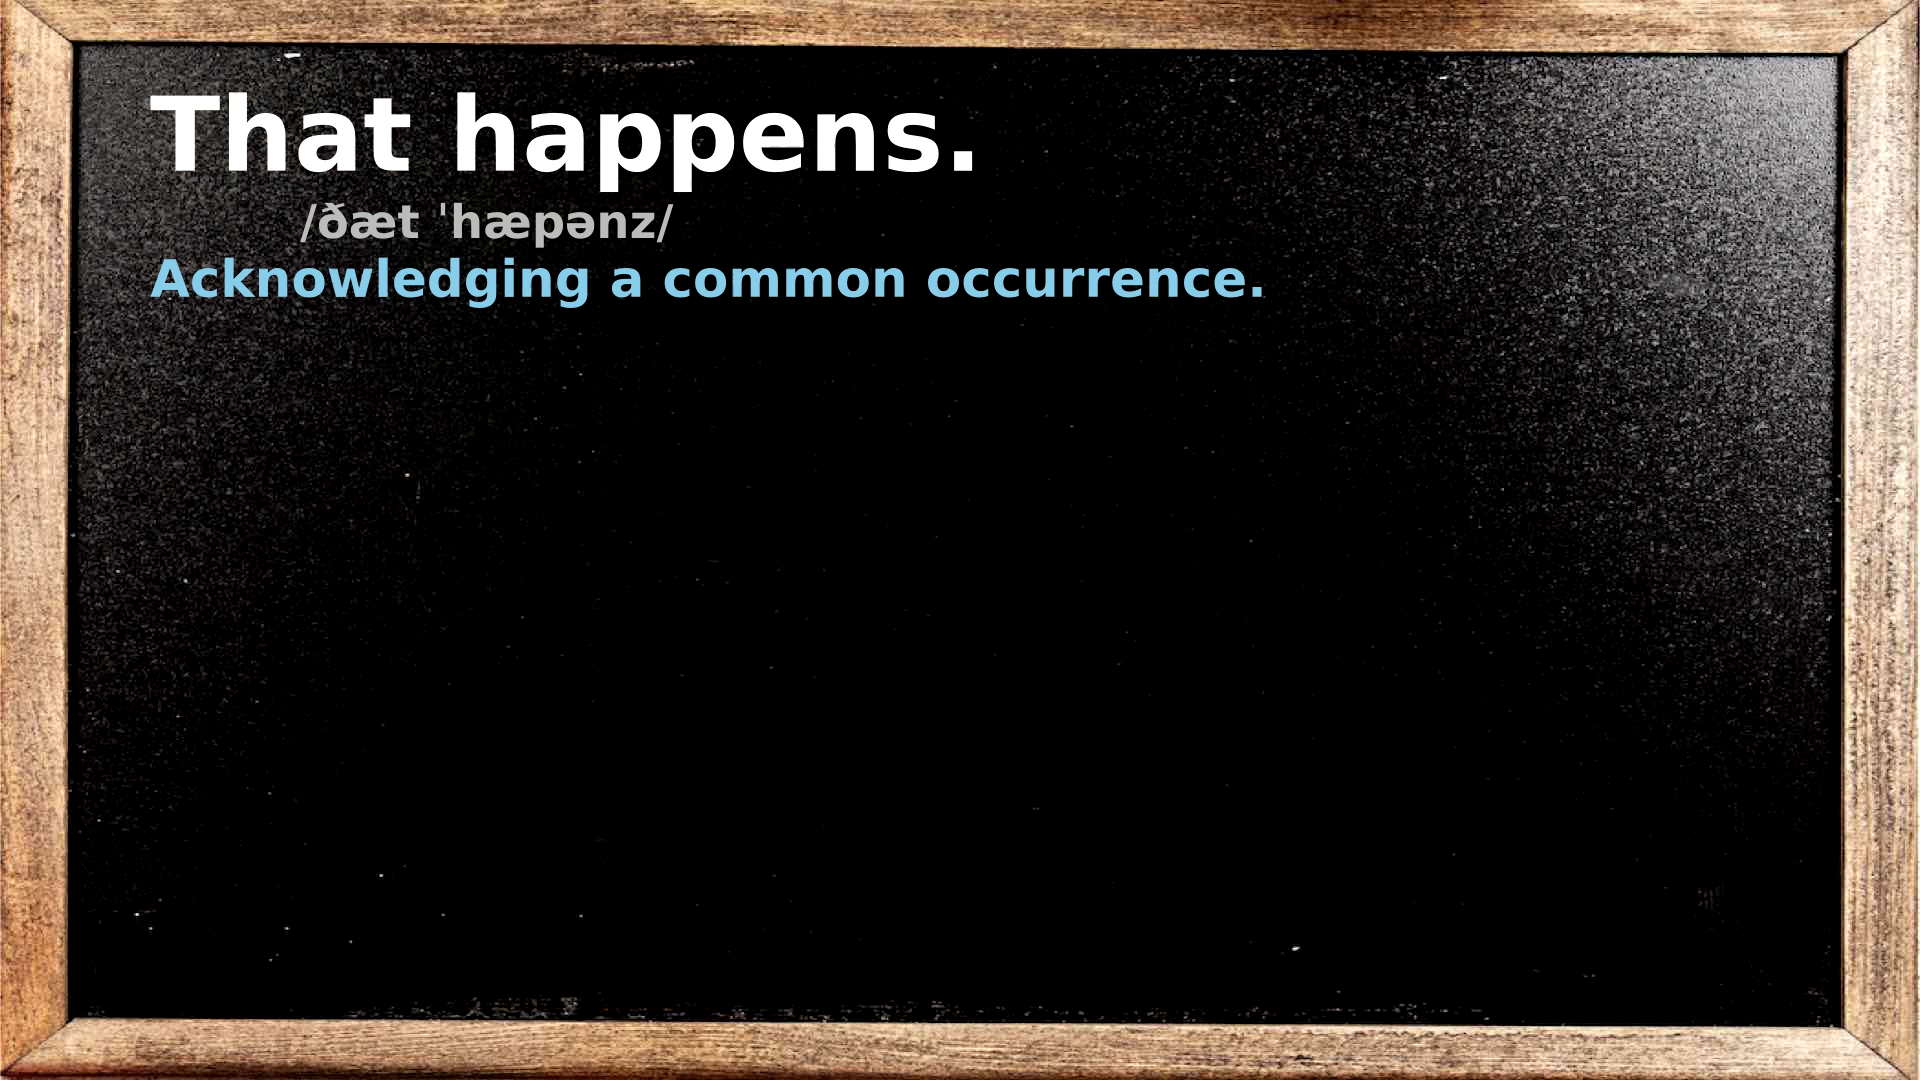 That happens.
/ðæt ˈhæpənz/
Acknowledging a common occurrence.